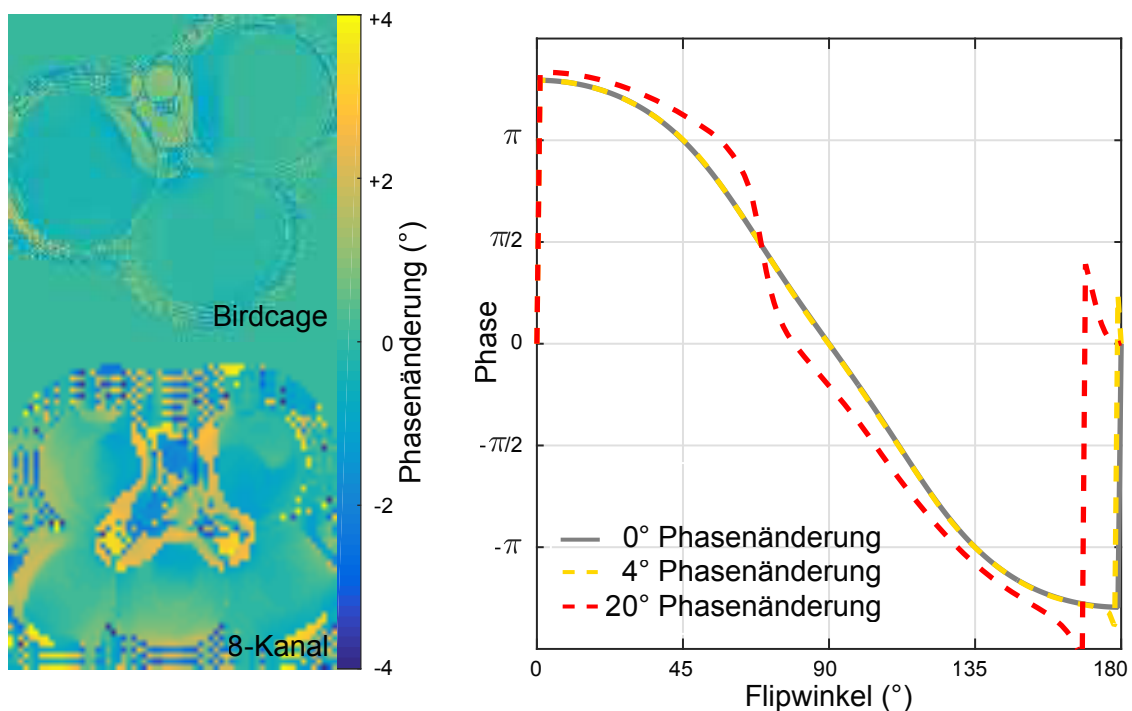 +4
+2
0
-2
-4
Phasenänderung (°)
Birdcage
8-Kanal
Phase
π
π/2
0
-π/2
-π
0° Phasenänderung
4° Phasenänderung
20° Phasenänderung
0
45
90
135
180
Flipwinkel (°)